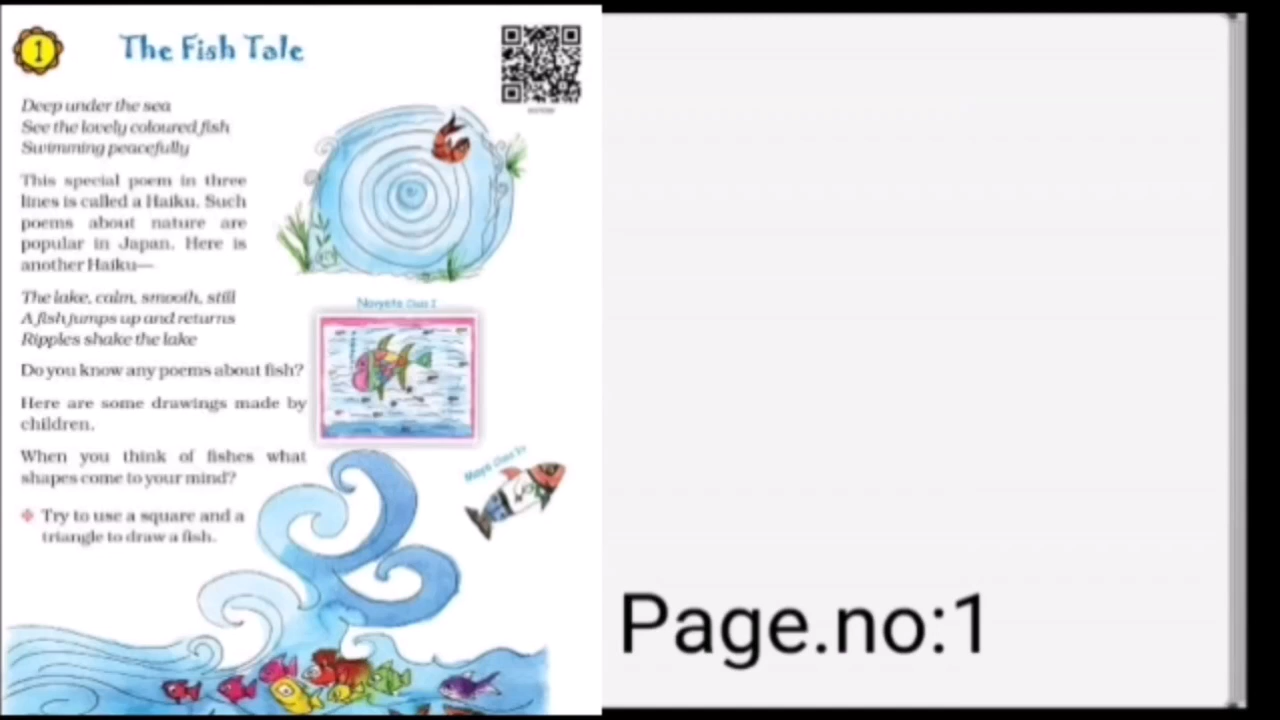 1
The Fish Tale
Deep under the sea
See the lovely coloured fish
Swimming peacefully
This special poem in three
lines is called a Haiku. Such
poems about nature are
popular in Japan. Here is
another Haiku—
The lake, calm, smooth, still
A fish jumps up and returns
Ripples shake the lake
Do you know any poems about fish?
Here are some drawings made by
children.
When you think of fishes what
shapes come to your mind?
Try to use a square and a
triangle to draw a fish.
Class
Class
Page.no:1